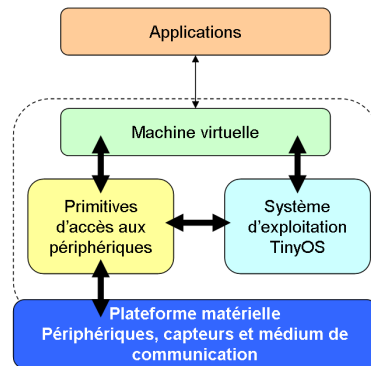 Applications
Machine virtuelle
Primitives
d'accès aux
périphériques
Système
d'exploitation
TinyOS
Plateforme matérielle
Périphériques, capteurs et médium de
communication